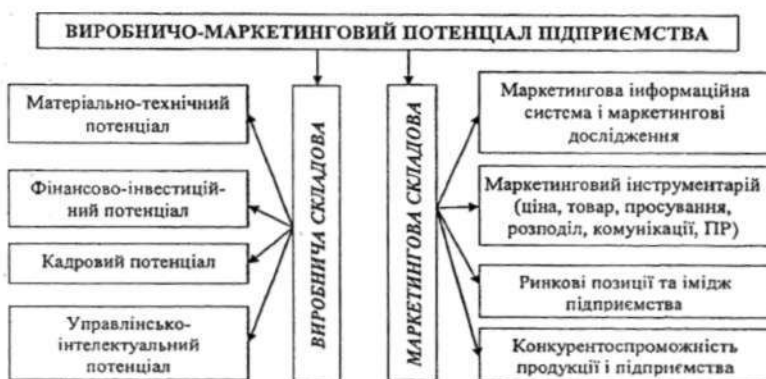 ВИРОБНИЧО-МАРКЕТИНГОВИЙ ПОТЕНЦІАЛ ПІДПРИЄМСТВА
Матеріально-технічний
потенціал
Фінансово-інвестицій-
ний потенціал
Кадровий потенціал
Управлінсько-
інтелектуальний
потенціал
ВИРОБНИЧА СКЛАДОВА
МАРКЕТИНГОВА СКЛАДОВА
Маркетингова інформаційна
система і маркетингові
дослідження
Маркетинговий інструментарій
(ціна, товар, просування,
розподіл, комунікації, ПР)
Ринкові позиції та імідж
підприємства
Конкурентоспроможність
продукції і підприємства